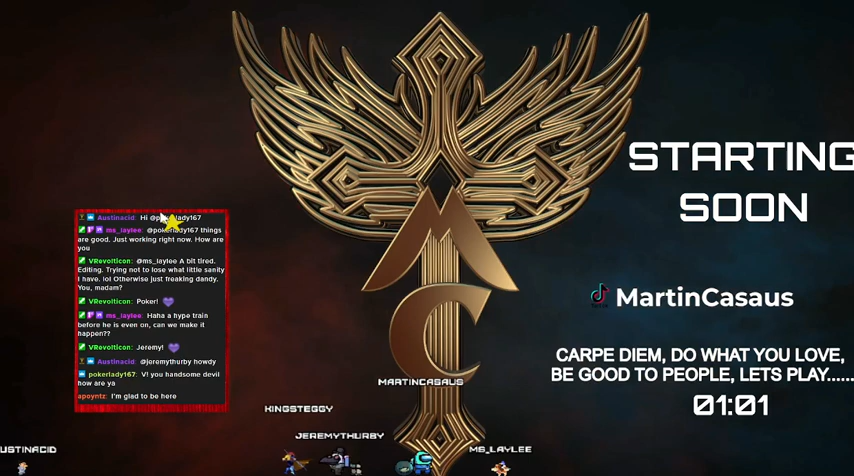 STARTING
SOON
MartinCasaus
CARPE DIEM, DO WHAT YOU LOVE,
BE GOOD TO PEOPLE, LETS PLAY......
01:01
Austinacid: Hi @pokerlady167
ms_laylee: @pokerlady167 things
are good. Just working right now. How are
you
VRevolticon: @ms_laylee A bit tired.
Editing. Trying not to lose what little sanity
I have. lol Otherwise just freaking dandy.
You, madam?
VRevolticon: Poker!
ms_laylee: Haha a hype train
before he is even on, can we make it
happen??
VRevolticon: Jeremy!
Austinacid: @jeremythurby howdy
pokerlady167: V! you handsome devil
how are ya
apoyntz: I'm glad to be here
M
C
MARTINCASAUS
KINGSTEGGY
JEREMYTHURBY
USTINACID
MS_LAYLEE